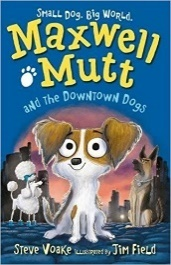 Small Dog. Big World.
Maxwell
Mutt
and the Downtown Dogs
Steve Voake illustrated by Jim Field